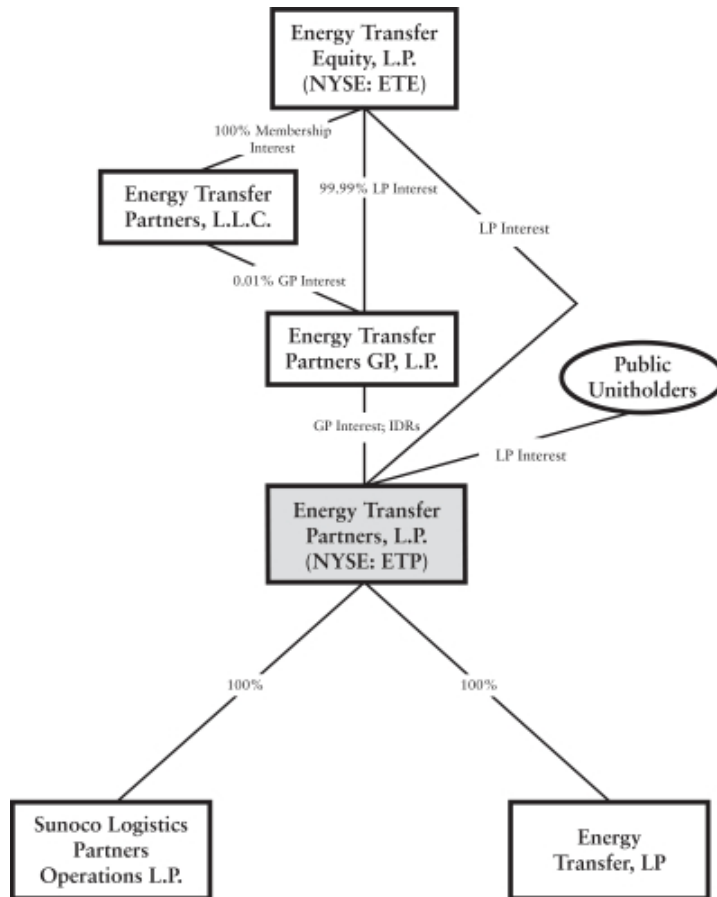 Energy Transfer
Equity, L.P.
(NYSE: ETE)
100% Membership
Interest
99.99% LP Interest
Energy Transfer
Partners, L.L.C.
LP Interest
0.01% GP Interest
Energy Transfer
Partners GP, L.P.
Public
Unitholders
GP Interest; IDRs
LP Interest
Energy Transfer
Partners, L.P.
(NYSE: ETP)
100%
100%
Sunoco Logistics
Partners
Operations L.P.
Energy
Transfer, LP